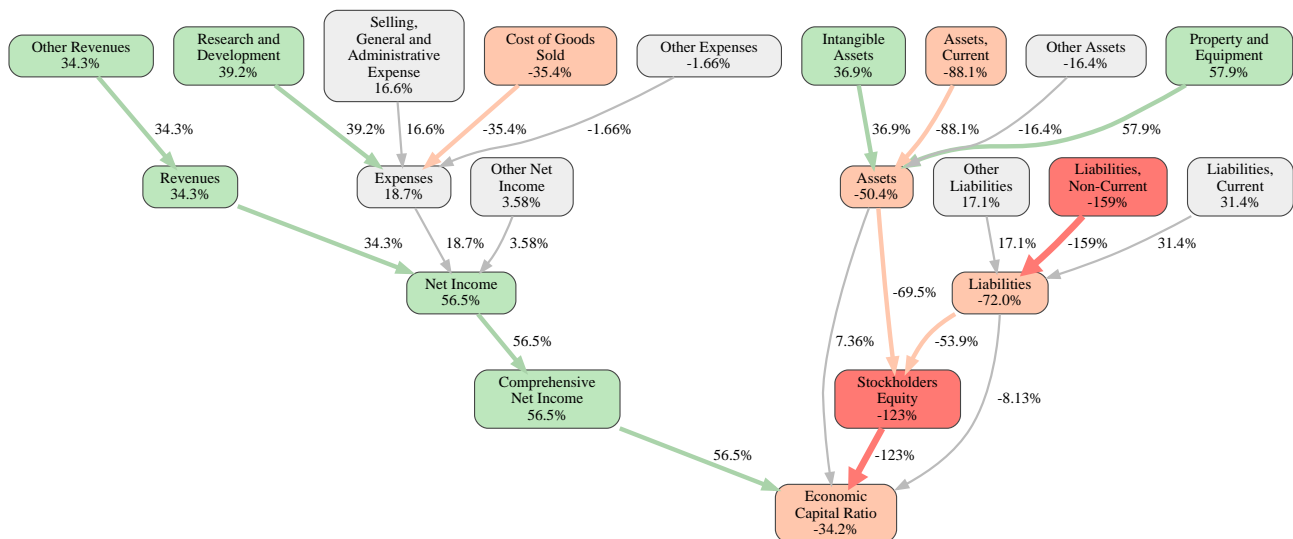 Other Revenues
34.3%
Research and
Development
39.2%
Selling,
General and
Administrative
Expense
16.6%
Cost of Goods
Sold
-35.4%
Other Expenses
-1.66%
Intangible
Assets
36.9%
Assets,
Current
-88.1%
Other Assets
-16.4%
Property and
Equipment
57.9%
34.3%
39.2%
16.6%
-35.4%
-1.66%
36.9%
-88.1%
-16.4%
57.9%
Revenues
34.3%
Expenses
18.7%
Other Net
Income
3.58%
Assets
-50.4%
Other
Liabilities
17.1%
Liabilities,
Non-Current
-159%
Liabilities,
Current
31.4%
34.3%
18.7%
3.58%
17.1%
-159%
31.4%
Net Income
56.5%
Liabilities
-72.0%
-69.5%
56.5%
7.36%
-53.9%
Comprehensive
Net Income
56.5%
Stockholders
Equity
-123%
-8.13%
56.5%
-123%
Economic
Capital Ratio
-34.2%